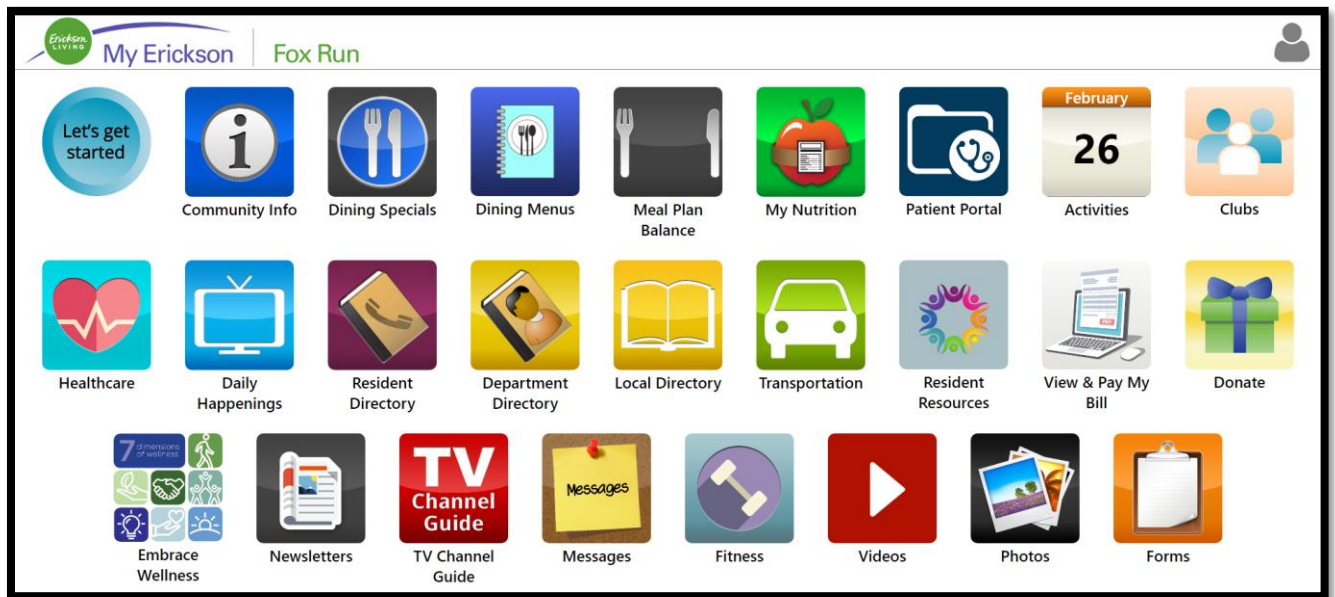 Erickson
LIVING
My Erickson
Fox Run
Let's get
started
Community Info
Dining Specials
Dining Menus
Meal Plan
Balance
My Nutrition
Patient Portal
February
26
Activities
Clubs
Healthcare
Daily
Happenings
Resident
Directory
Department
Directory
Local Directory
Transportation
Resident
Resources
View & Pay My
Bill
Donate
7 dimensions
of wellness
Embrace
Wellness
Newsletters
TV
Channel
Guide
TV Channel
Guide
Messages
Messages
Fitness
Videos
Photos
Forms